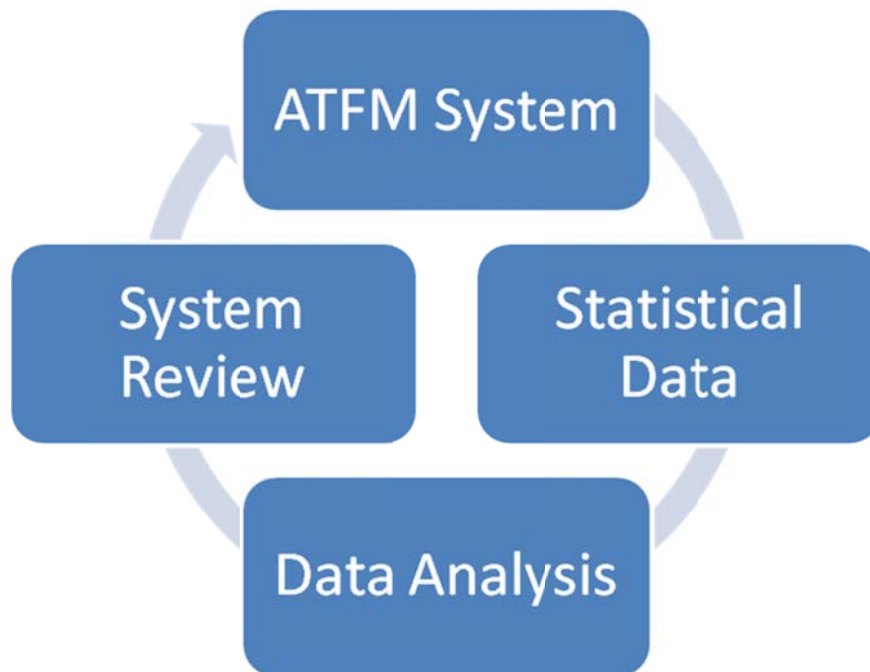 ATFM System
Statistical
Data
Data Analysis
System
Review